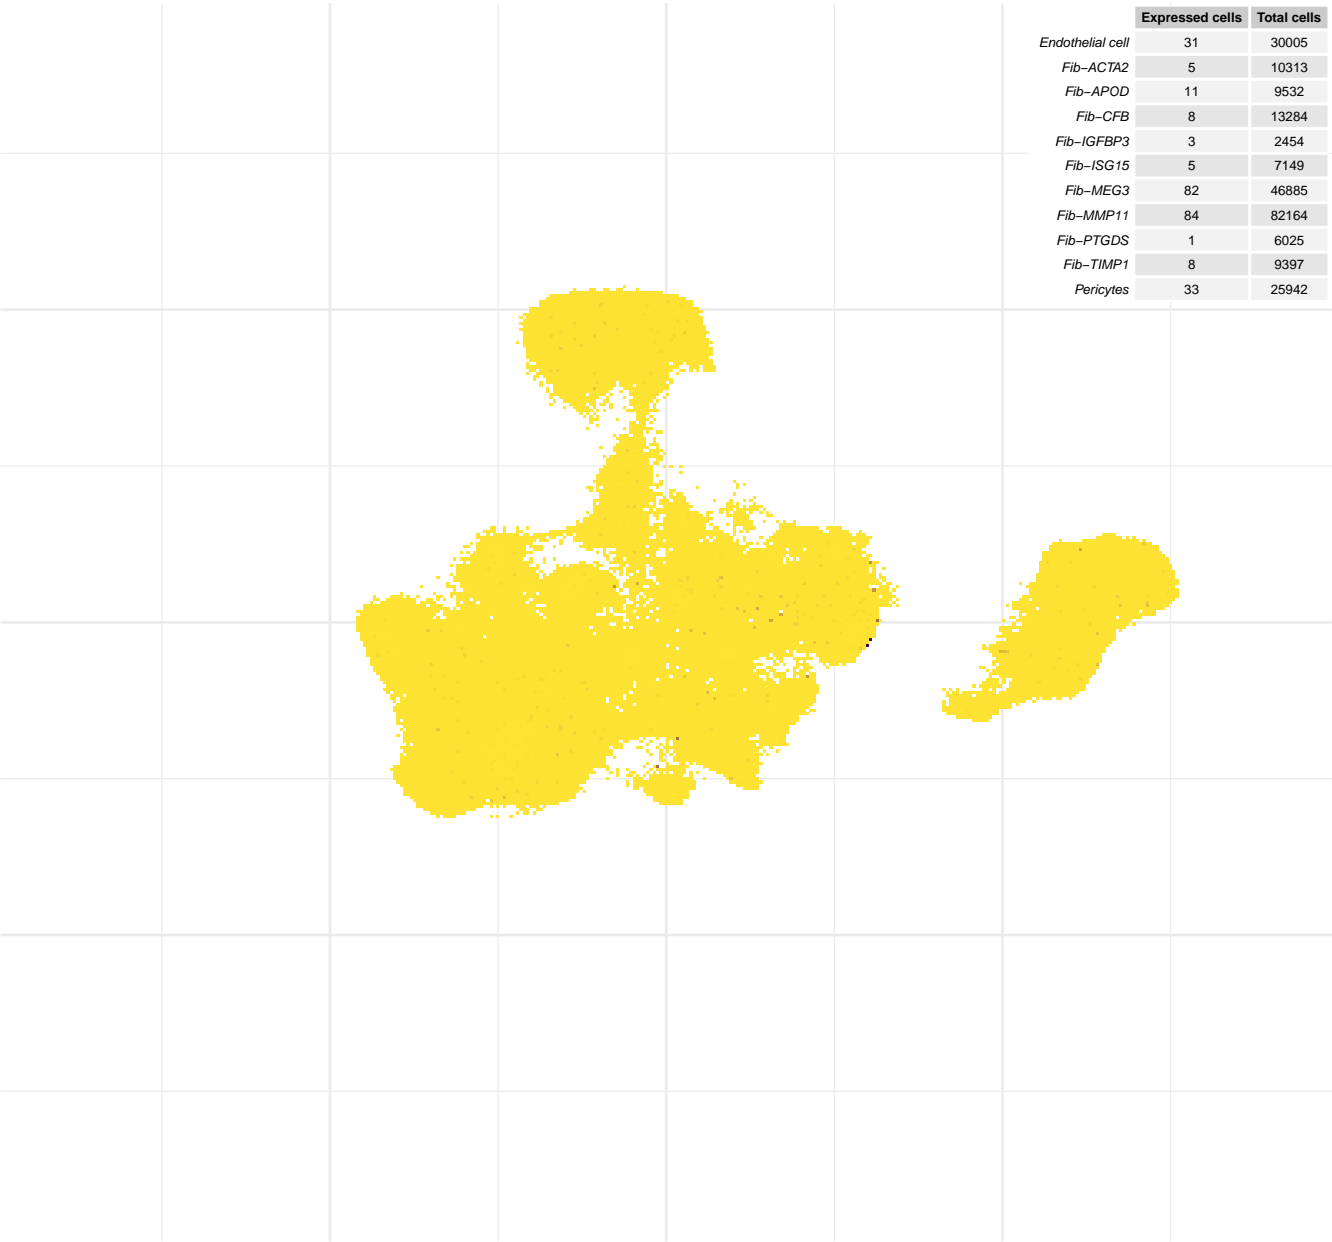 Expressed cells Total cells
Endothelial cell 31 30005
Fib−ACTA2 5 10313
Fib−APOD 11 9532
Fib−CFB 8 13284
Fib−IGFBP3 3 2454
Fib−ISG15 5 7149
Fib−MEG3 82 46885
Fib−MMP11 84 82164
Fib−PTGDS 1 6025
Fib−TIMP1 8 9397
Pericytes 33 25942